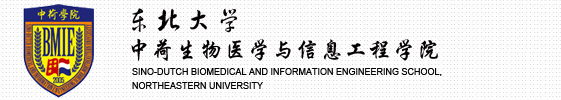 中荷学院
BMIE
2005
东北大学
中荷生物医学与信息工程学院
SINO-DUTCH BIOMEDICAL AND INFORMATION ENGINEERING SCHOOL,
NORTHEASTERN UNIVERSITY